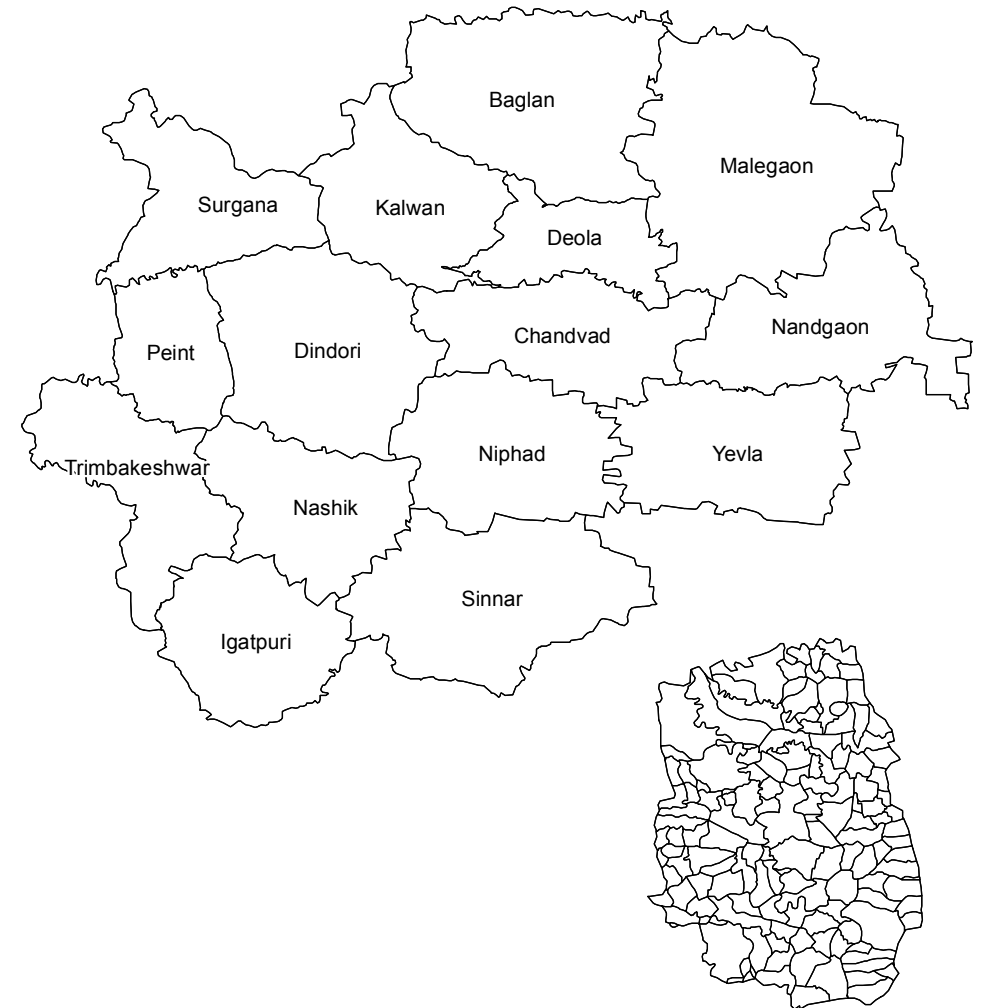 Baglan
Malegaon
Surgana
Kalwan
Deola
Chandvad
Nandgaon
Peint
Dindori
Niphad
Yevla
Trimbakeshwar
Nashik
Sinnar
Igatpuri